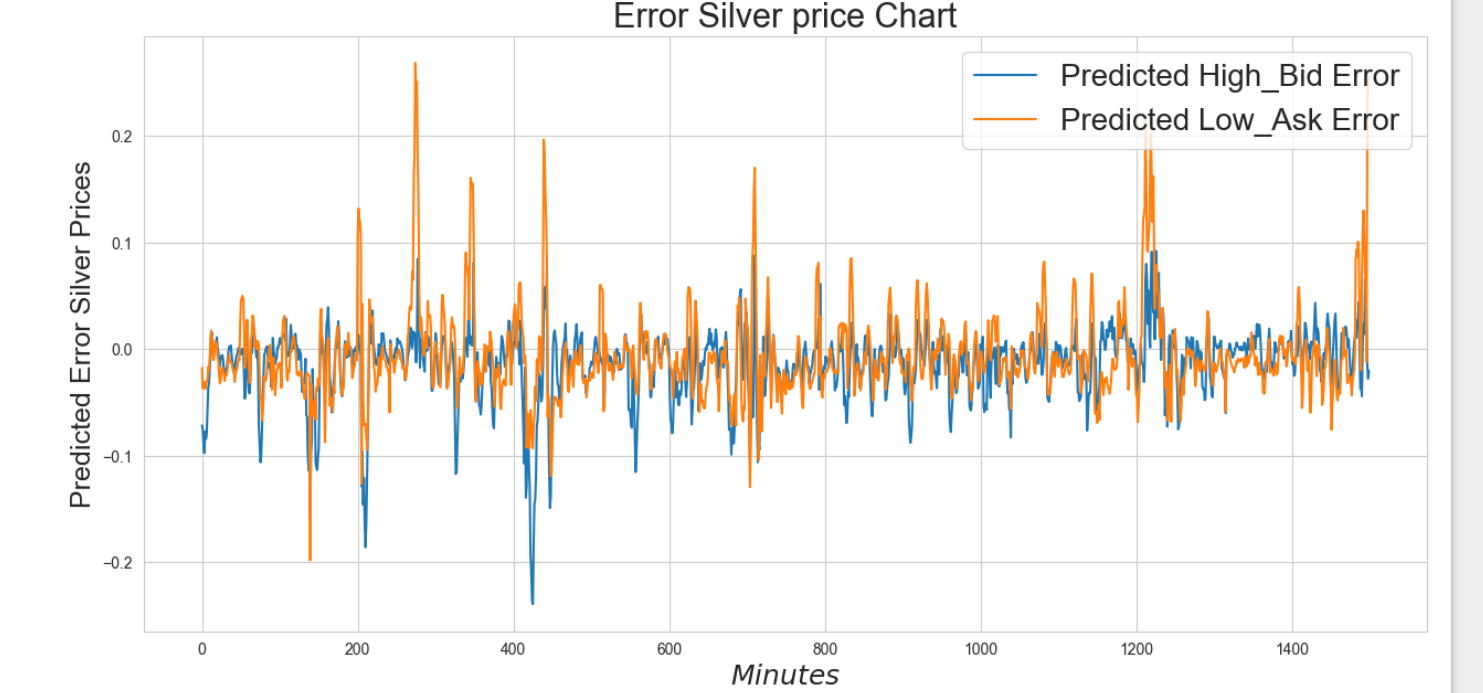 Error Silver price Chart
Predicted High_Bid Error
Predicted Low_Ask Error
Predicted Error Silver Prices
0.2
0.1
0.0
−0.1
−0.2
0 200 400 600 800 1000 1200 1400
Minutes